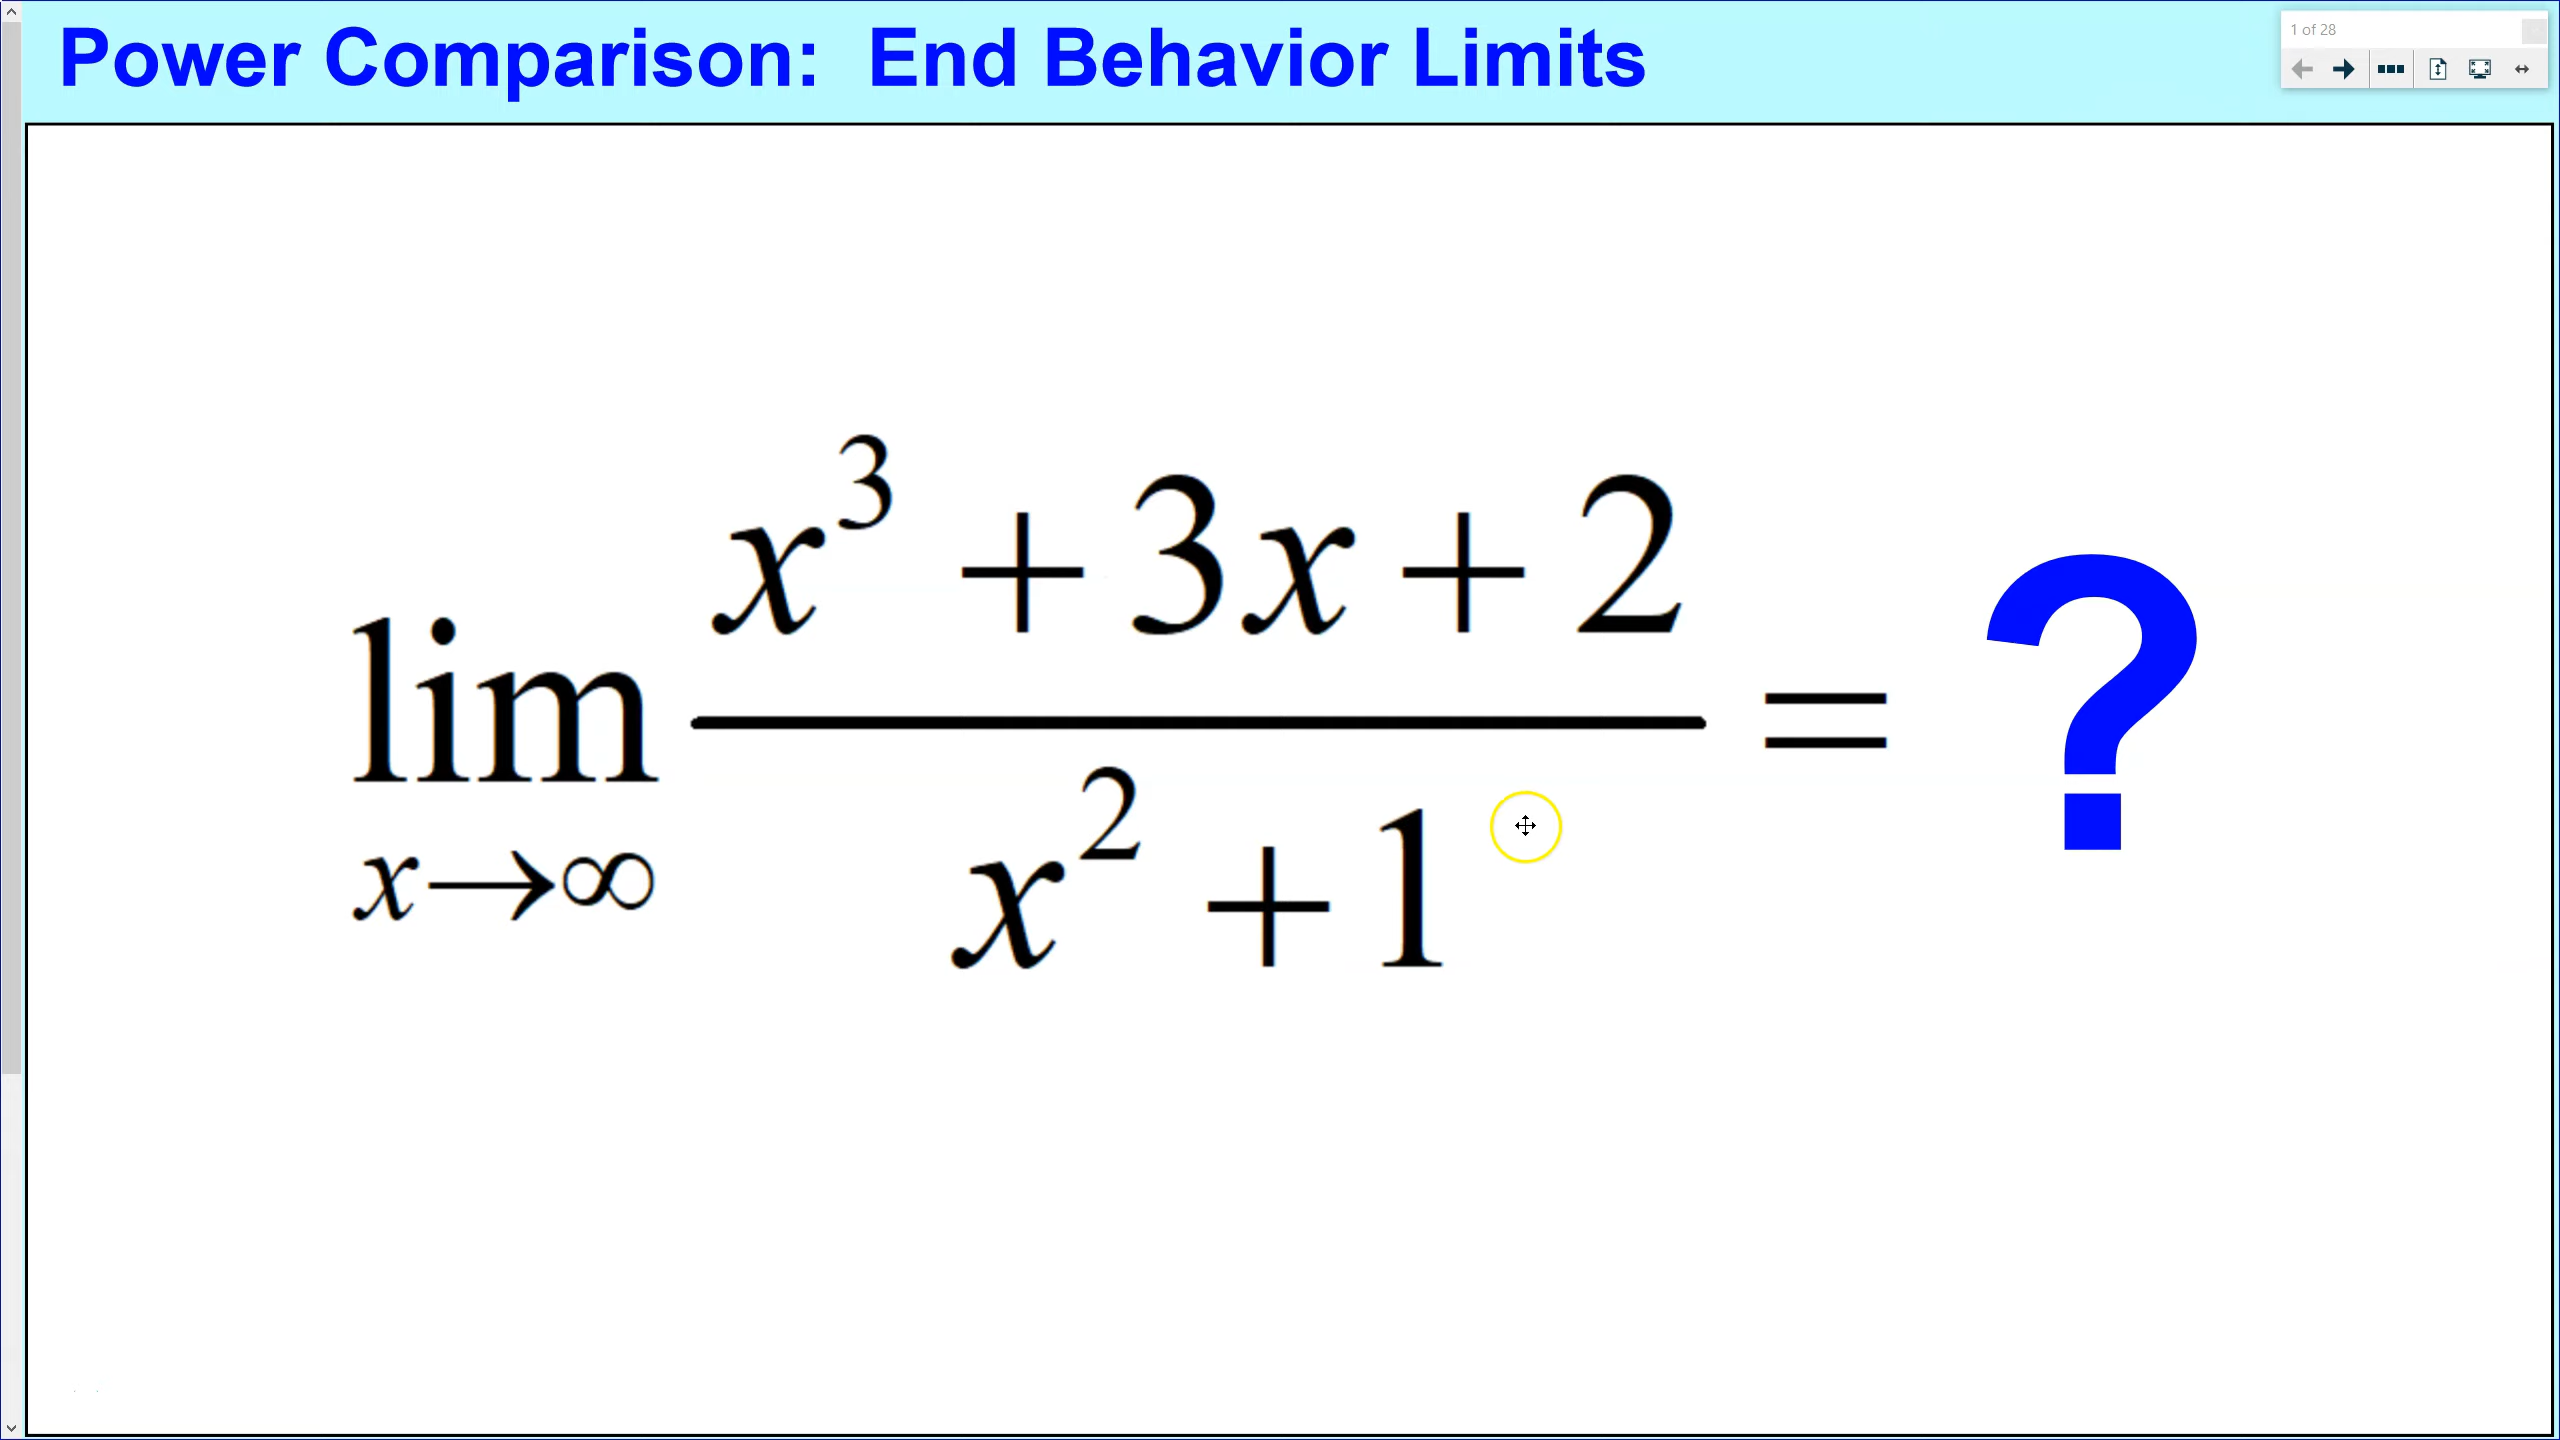 Power Comparison: End Behavior Limits
1 of 28
lim x→∞ (x³ + 3x + 2) / (x² + 1) = ?